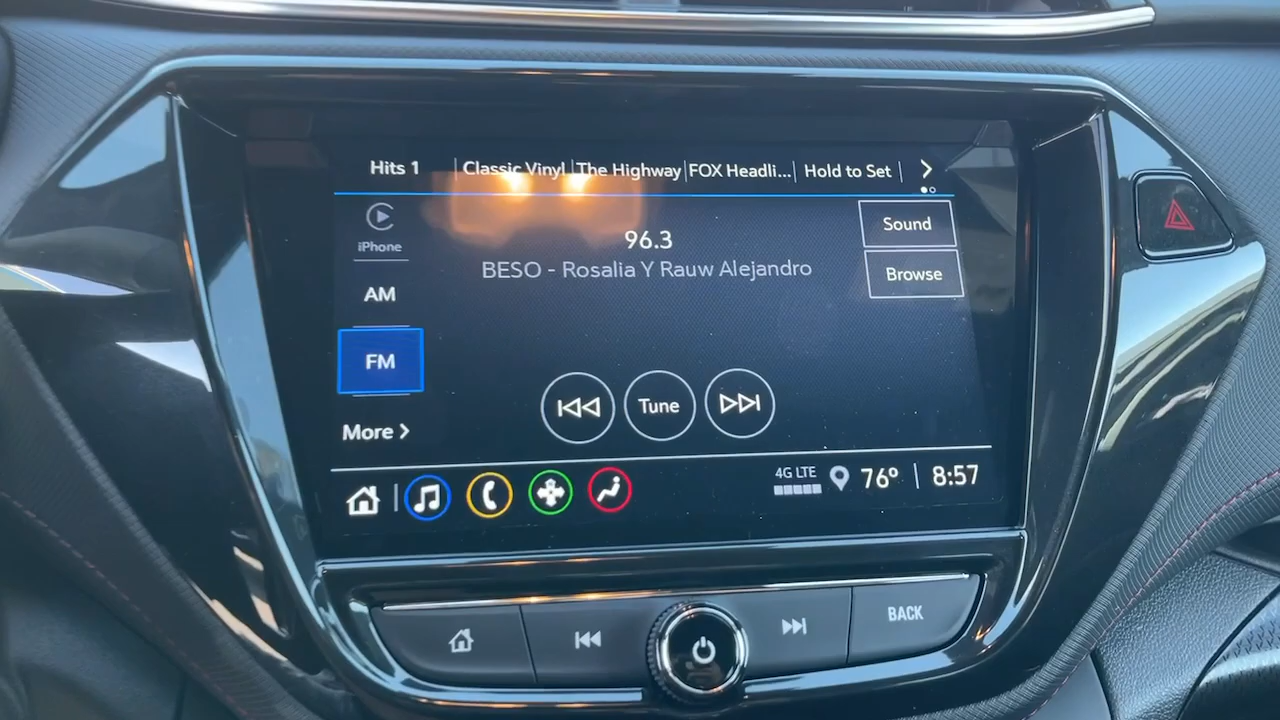 Hits 1 Classic Vinyl The Highway FOX Headli... Hold to Set
iPhone
Sound
96.3
BESO - Rosalia Y Rauw Alejandro
Browse
AM
FM
Tune
More
4G LTE
76° 8:57
BACK